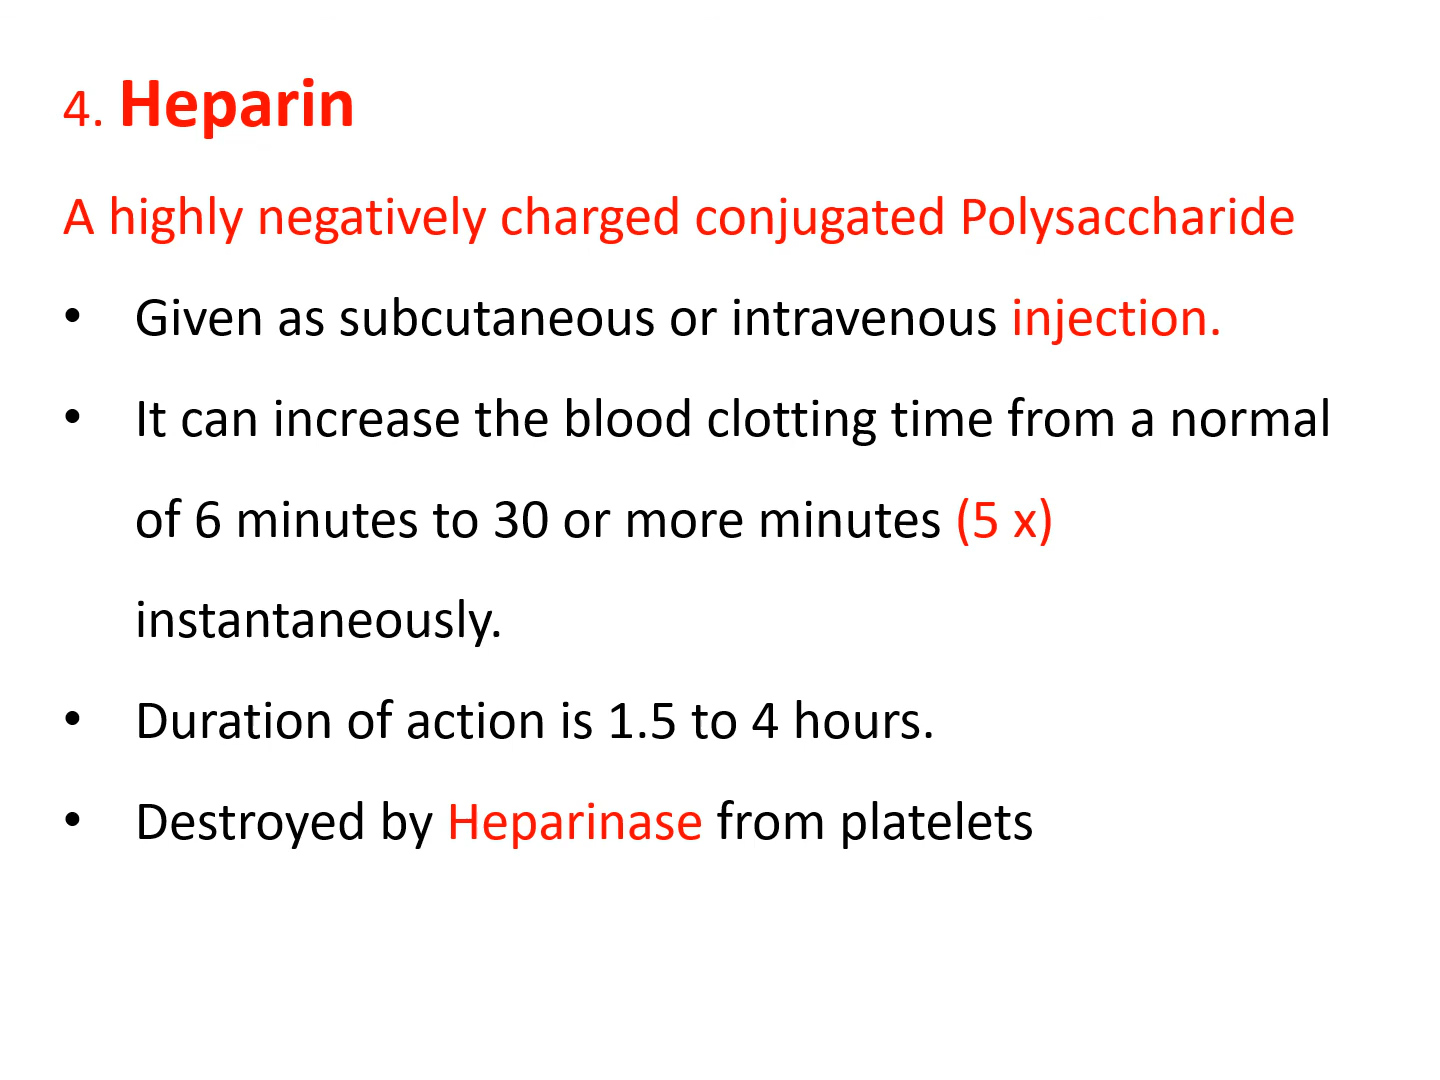 4. Heparin
A highly negatively charged conjugated Polysaccharide
• Given as subcutaneous or intravenous injection.
• It can increase the blood clotting time from a normal
of 6 minutes to 30 or more minutes (5 x)
instantaneously.
• Duration of action is 1.5 to 4 hours.
• Destroyed by Heparinase from platelets